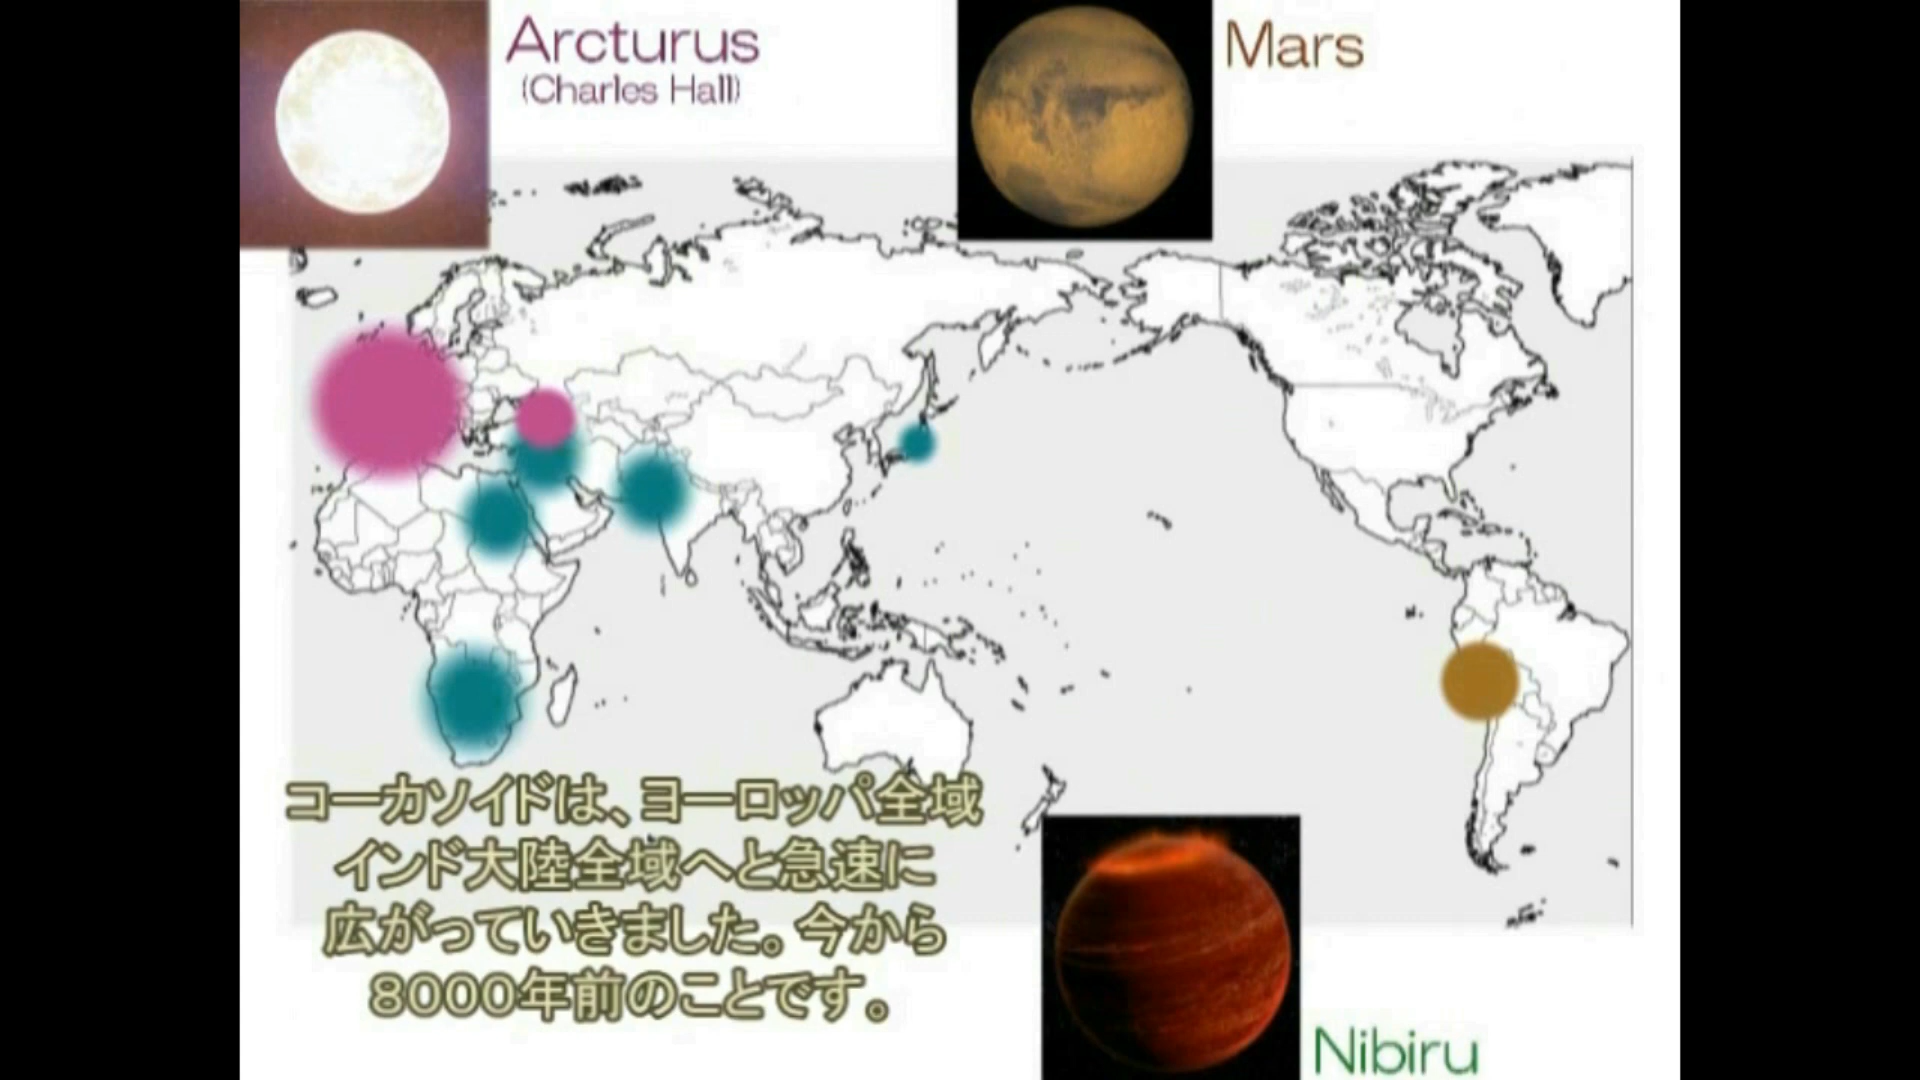 Arcturus
(Charles Hall)
Mars
コーカソイドは、ヨーロッパ全域
インド大陸全域へと急速に
広がっていきました。今から
8000年前のことです。
Nibiru